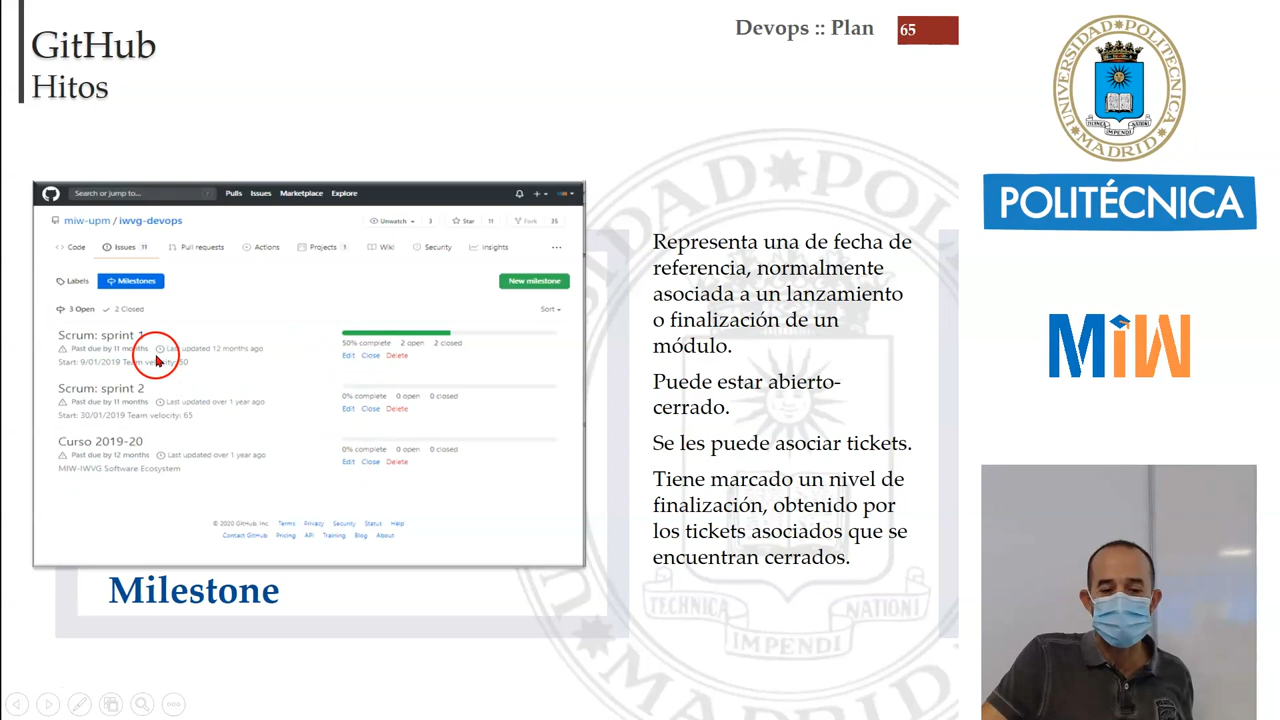 GitHub
Hitos
Devops :: Plan 65
Search or jump to... / Pulls Issues Marketplace Explore
miw-upm / iwvg-devops Unwatch 3 Star 11 Fork 35
Code Issues 11 Pull requests Actions Projects 1 Wiki Security Insights ...
Labels Milestones New milestone
3 Open 2 Closed Sort
Scrum: sprint 1
Past due by 11 months Last updated 12 months ago
Start: 9/01/2019 Team velocity: 60
50% complete 2 open 2 closed
Edit Close Delete
Scrum: sprint 2
Past due by 11 months Last updated over 1 year ago
Start: 30/01/2019 Team velocity: 65
0% complete 0 open 0 closed
Edit Close Delete
Curso 2019-20
Past due by 12 months Last updated over 1 year ago
MIW-IWVG Software Ecosystem
0% complete 0 open 0 closed
Edit Close Delete
© 2020 GitHub, Inc. Terms Privacy Security Status Help
Contact GitHub Pricing API Training Blog About
Milestone
Representa una de fecha de
referencia, normalmente
asociada a un lanzamiento
o finalización de un
módulo.
Puede estar abierto-
cerrado.
Se les puede asociar tickets.
Tiene marcado un nivel de
finalización, obtenido por
los tickets asociados que se
encuentran cerrados.
UNIVERSIDAD POLITÉCNICA
MADRID
TECHNICA IMPENDI NATIONI
POLITÉCNICA
MiW